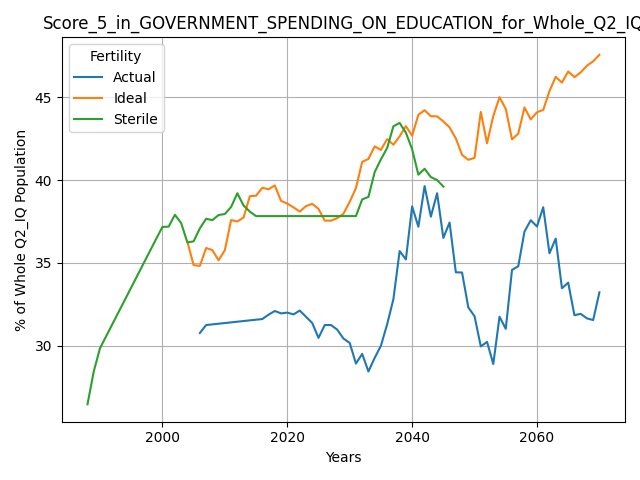 Score_5_in_GOVERNMENT_SPENDING_ON_EDUCATION_for_Whole_Q2_IQ
Fertility
Actual
Ideal
Sterile
% of Whole Q2_IQ Population
45
40
35
30
2000
2020
2040
2060
Years